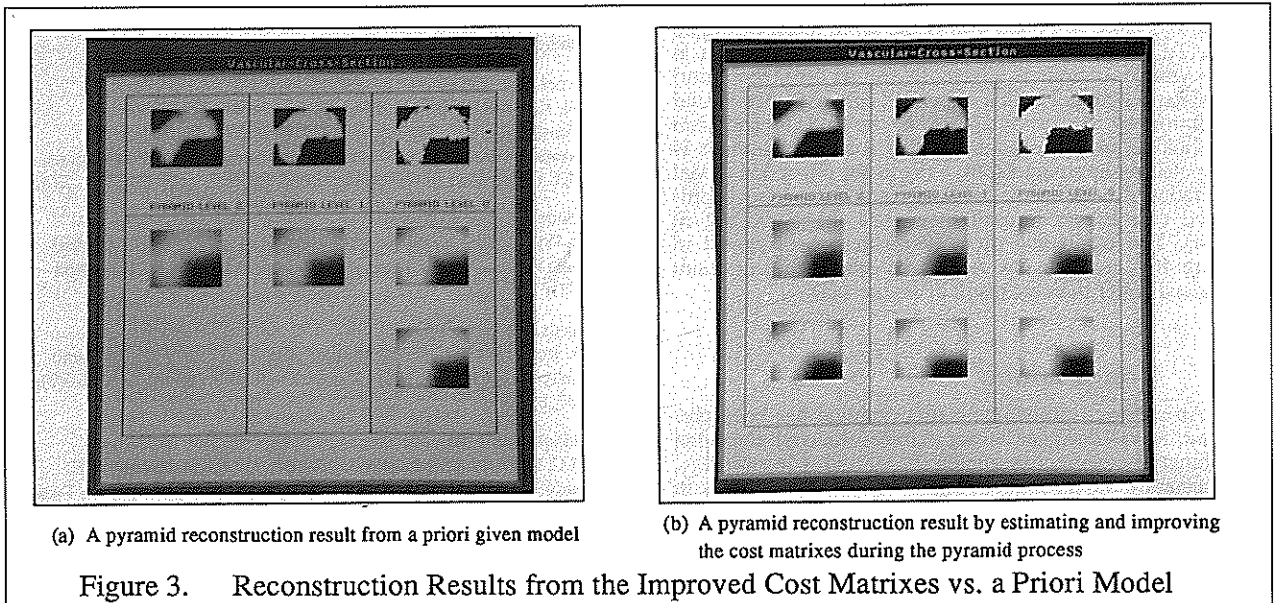 Vascular-Cross-Section
Vascular-Cross-Section
(a) A pyramid reconstruction result from a priori given model
(b) A pyramid reconstruction result by estimating and improving
the cost matrixes during the pyramid process
Figure 3. Reconstruction Results from the Improved Cost Matrixes vs. a Priori Model